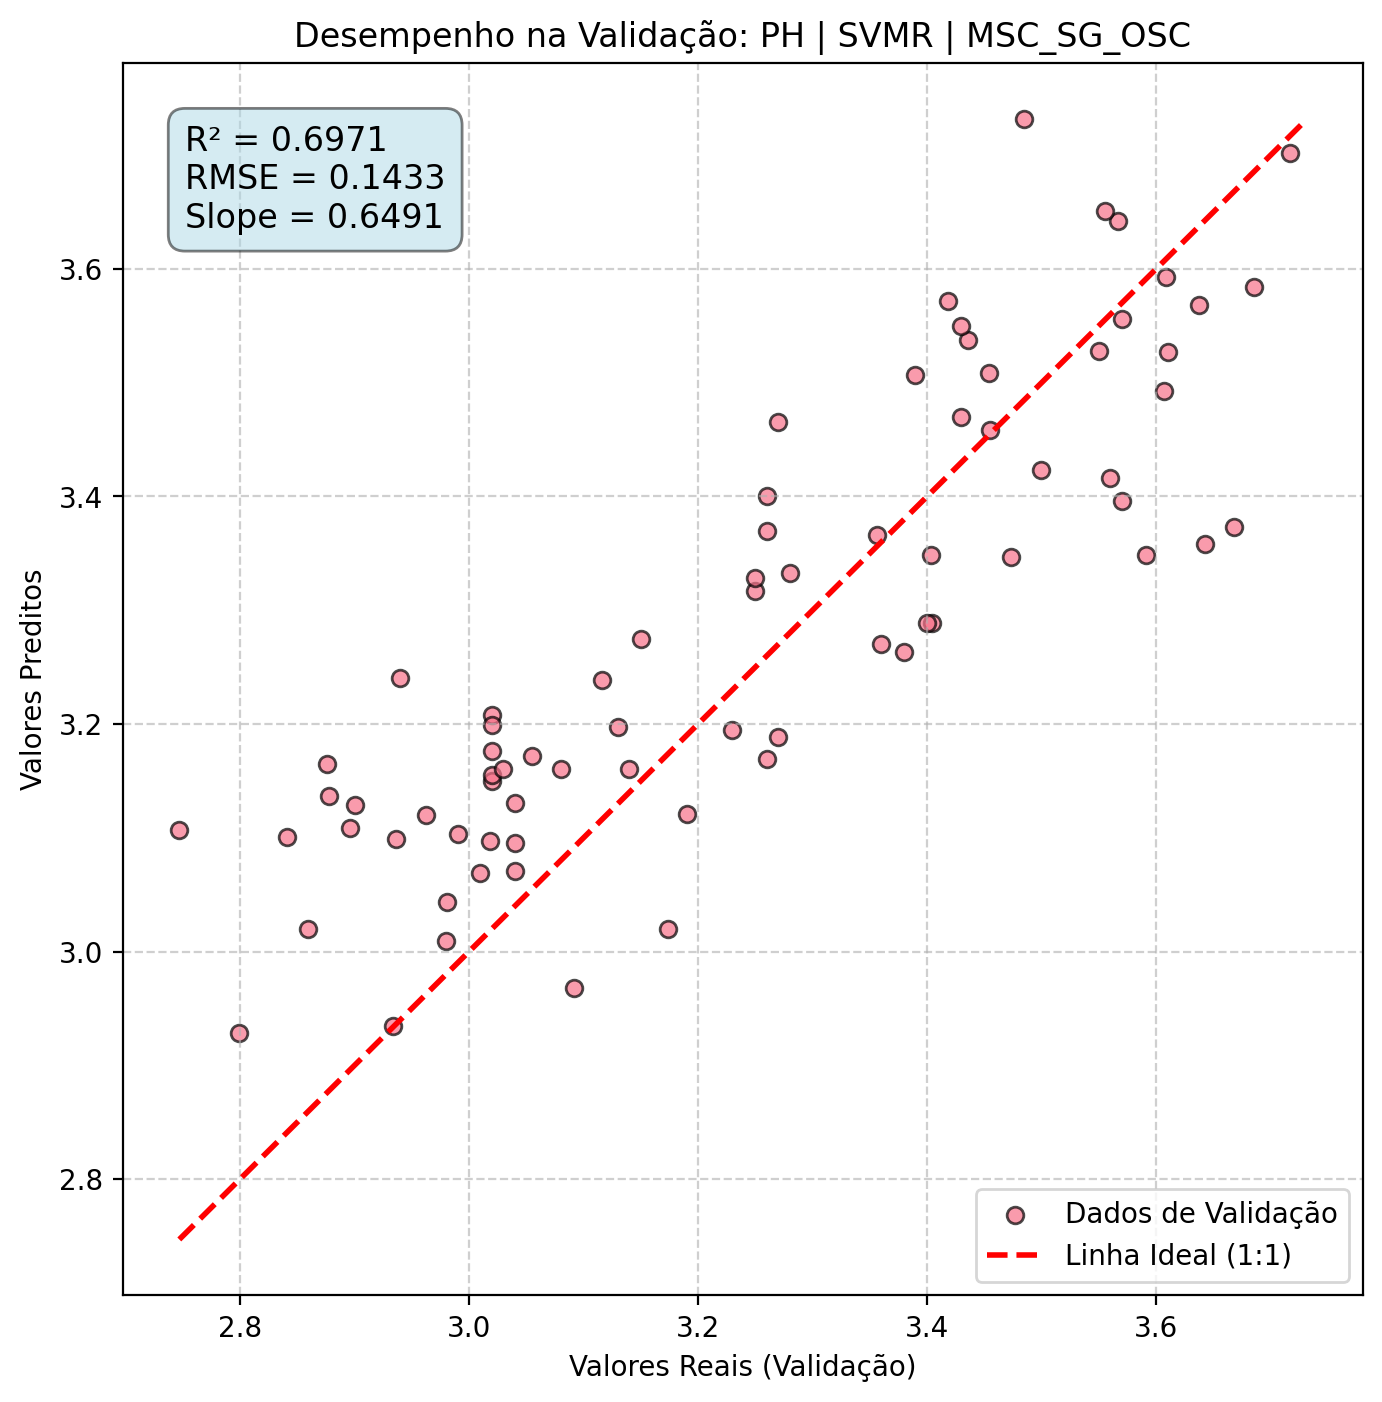 Desempenho na Validação: PH | SVMR | MSC_SG_OSC
R² = 0.6971
RMSE = 0.1433
Slope = 0.6491
Valores Preditos
3.6
3.4
3.2
3.0
2.8
Dados de Validação
Linha Ideal (1:1)
2.8 3.0 3.2 3.4 3.6
Valores Reais (Validação)